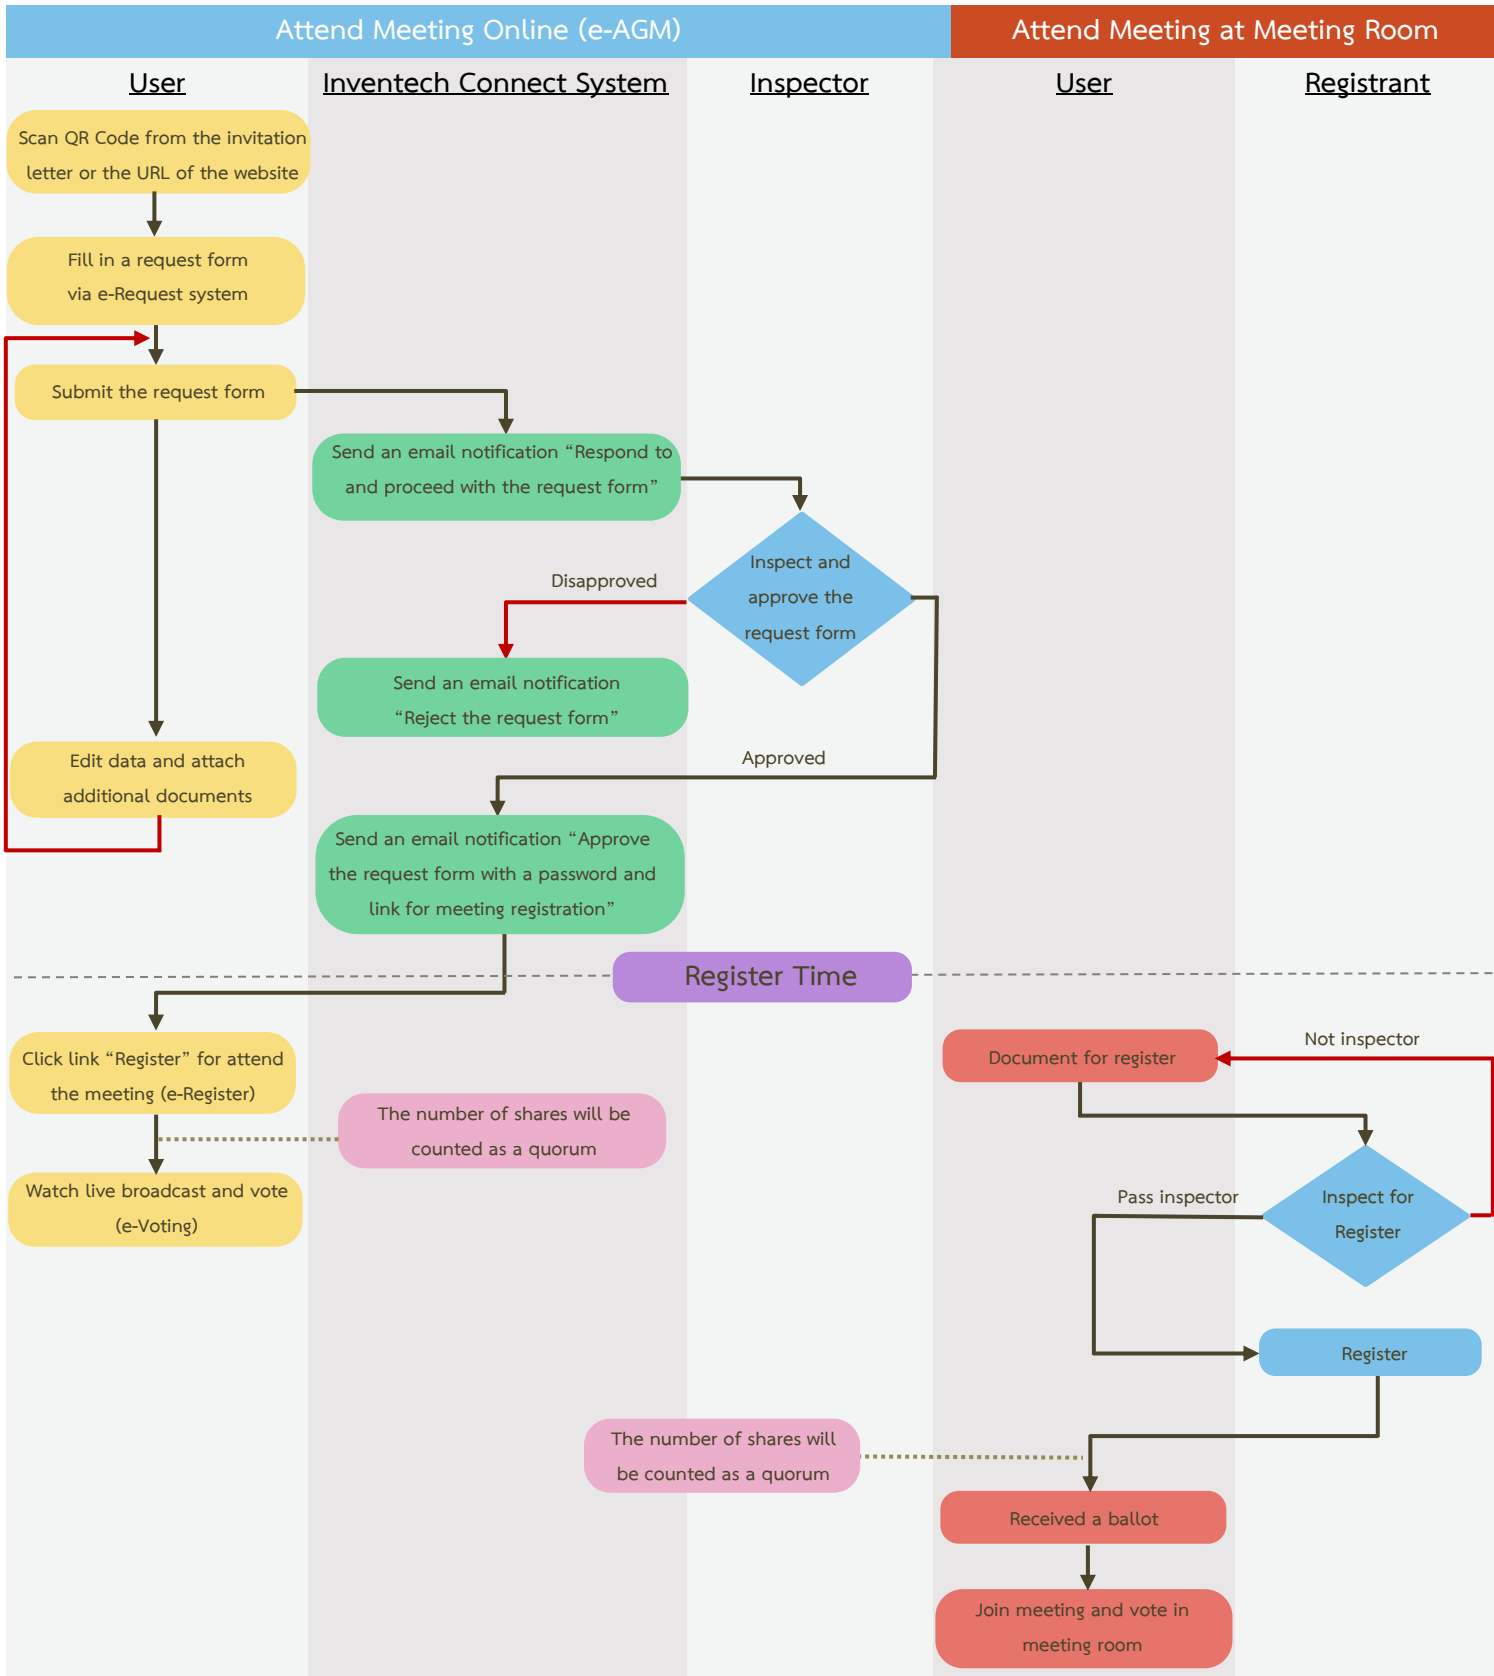 Attend Meeting Online (e-AGM)
Attend Meeting at Meeting Room
User
Inventech Connect System
Inspector
User
Registrant
Scan QR Code from the invitation
letter or the URL of the website
Fill in a request form
via e-Request system
Submit the request form
Send an email notification “Respond to
and proceed with the request form”
Inspect and
approve the
request form
Disapproved
Send an email notification
“Reject the request form”
Approved
Edit data and attach
additional documents
Send an email notification “Approve
the request form with a password and
link for meeting registration”
Register Time
Click link “Register” for attend
the meeting (e-Register)
The number of shares will be
counted as a quorum
Watch live broadcast and vote
(e-Voting)
Document for register
Not inspector
Pass inspector
Inspect for
Register
Register
The number of shares will
be counted as a quorum
Received a ballot
Join meeting and vote in
meeting room